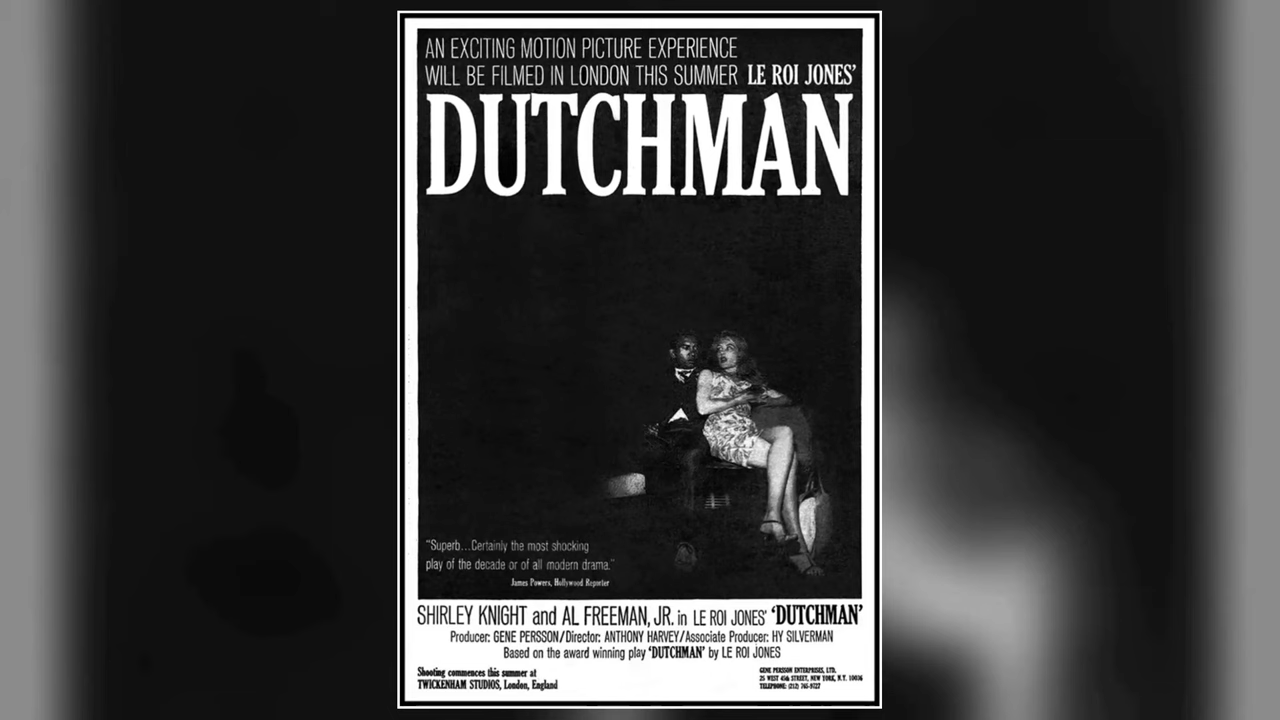 AN EXCITING MOTION PICTURE EXPERIENCE
WILL BE FILMED IN LONDON THIS SUMMER LE ROI JONES'
DUTCHMAN
"Superb...Certainly the most shocking
play of the decade or of all modern drama."
James Powers, Hollywood Reporter
SHIRLEY KNIGHT and AL FREEMAN, JR. in LE ROI JONES' 'DUTCHMAN'
Producer: GENE PERSSON/Director: ANTHONY HARVEY/Associate Producer: HY SILVERMAN
Based on the award winning play 'DUTCHMAN' by LE ROI JONES
Shooting commences this summer at
TWICKENHAM STUDIOS, London, England
GENE PERSSON ENTERPRISES, LTD.
25 WEST 45th STREET, NEW YORK, N.Y. 10036
TELEPHONE: (212) 765-9727